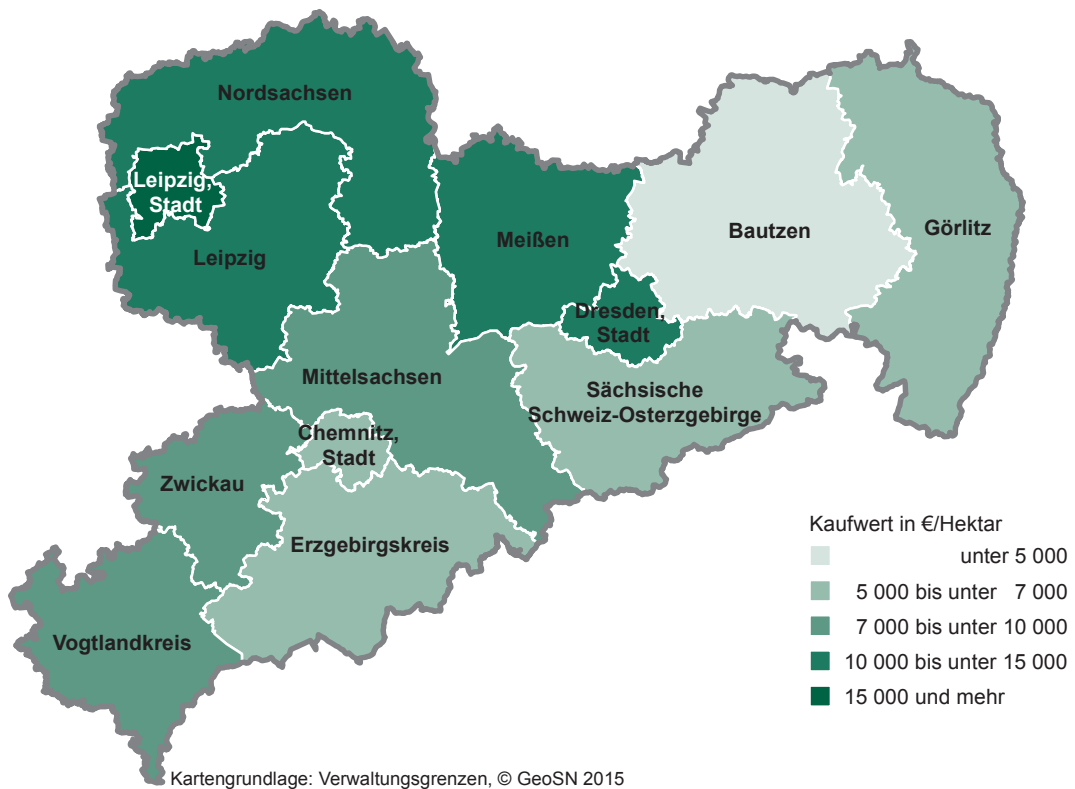 Nordsachsen
Leipzig,
Stadt
Leipzig
Meißen
Bautzen
Görlitz
Dresden,
Stadt
Mittelsachsen
Sächsische
Schweiz-Osterzgebirge
Chemnitz,
Stadt
Zwickau
Erzgebirgskreis
Vogtlandkreis
Kaufwert in €/Hektar
unter 5 000
5 000 bis unter 7 000
7 000 bis unter 10 000
10 000 bis unter 15 000
15 000 und mehr
Kartengrundlage: Verwaltungsgrenzen, © GeoSN 2015